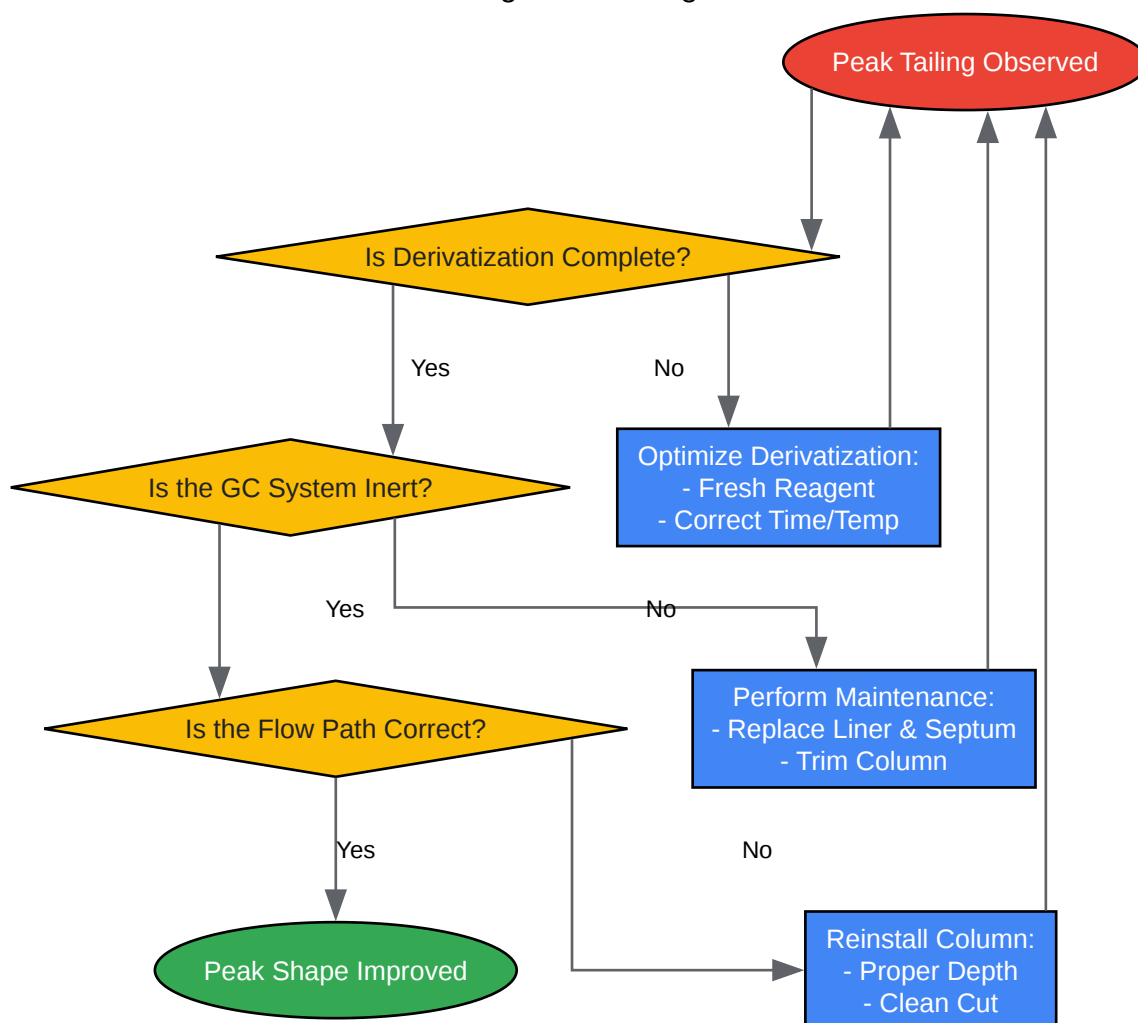 Peak Tailing Observed
Is Derivatization Complete?
Yes
No
Optimize Derivatization:
- Fresh Reagent
- Correct Time/Temp
Is the GC System Inert?
Yes
No
Perform Maintenance:
- Replace Liner & Septum
- Trim Column
Is the Flow Path Correct?
Yes
No
Reinstall Column:
- Proper Depth
- Clean Cut
Peak Shape Improved